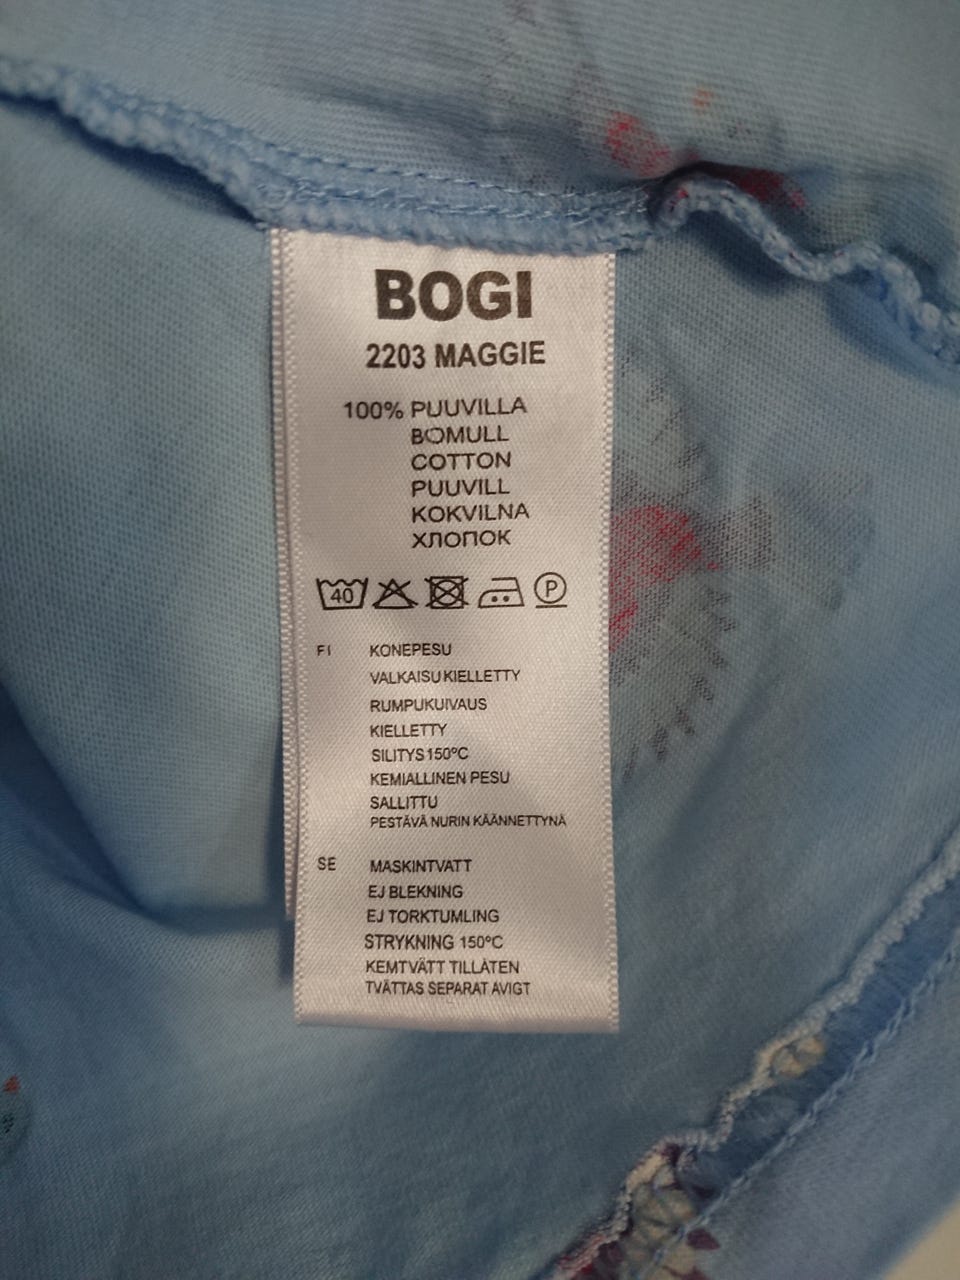 BOGI
2203 MAGGIE
100% PUUVILLA
BOMULL
COTTON
PUUVILL
KOKVILNA
ХЛОПОК
40 P
FI KONEPESU
VALKAISU KIELLETTY
RUMPUKUIVAUS
KIELLETTY
SILITYS 150°C
KEMIALLINEN PESU
SALLITTU
PESTÄVÄ NURIN KÄÄNNETTYNÄ
SE MASKINTVATT
EJ BLEKNING
EJ TORKTUMLING
STRYKNING 150°C
KEMTVÄTT TILLÅTEN
TVÄTTAS SEPARAT AVIGT